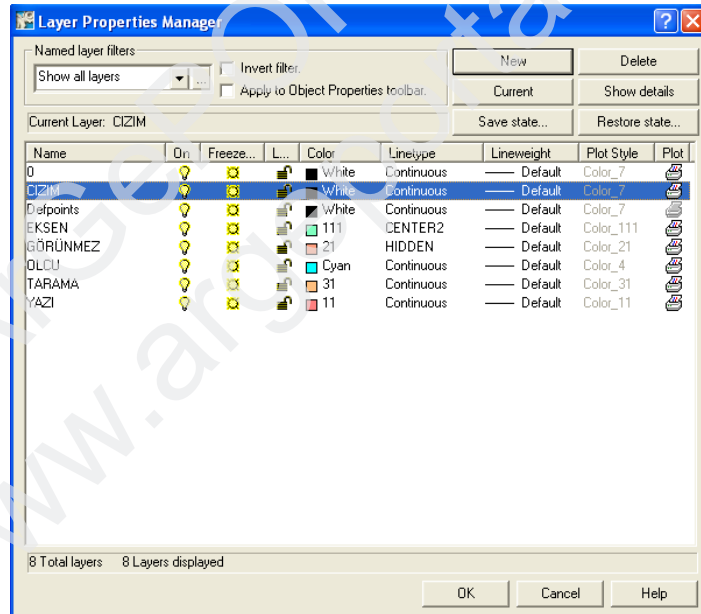 Layer Properties Manager
Named layer filters
Show all layers
...
Invert filter.
Apply to Object Properties toolbar.
New
Delete
Current
Show details
Current Layer: CIZIM
Save state...
Restore state...
Name On Freeze... L... Color Linetype Lineweight Plot Style Plot
0 White Continuous Default Color_7
CIZIM White Continuous Default Color_7
Defpoints White Continuous Default Color_7
EKSEN 111 CENTER2 Default Color_111
GÖRÜNMEZ 21 HIDDEN Default Color_21
OLCU Cyan Continuous Default Color_4
TARAMA 31 Continuous Default Color_31
YAZI 11 Continuous Default Color_11
8 Total layers 8 Layers displayed
OK Cancel Help